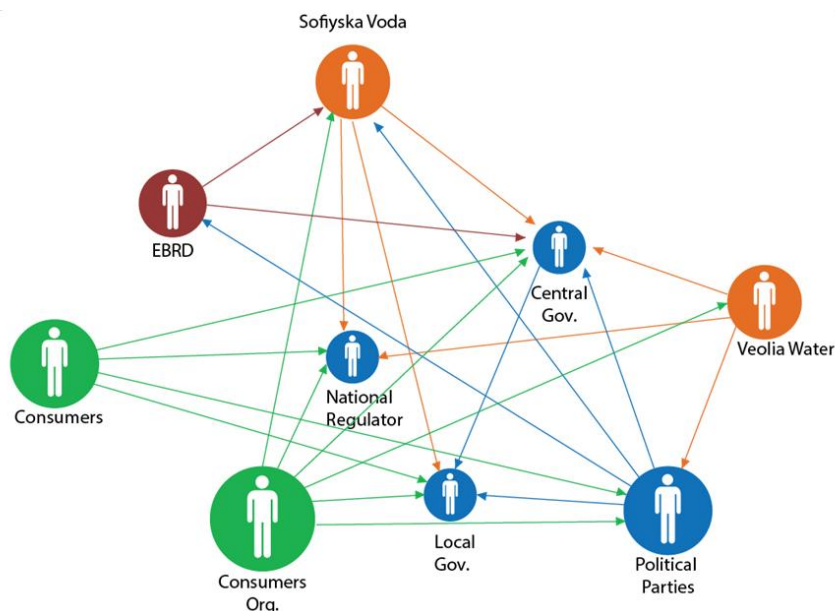 Sofiyska Voda
EBRD
Central
Gov.
Veolia Water
Consumers
National
Regulator
Local
Gov.
Political
Parties
Consumers
Org.